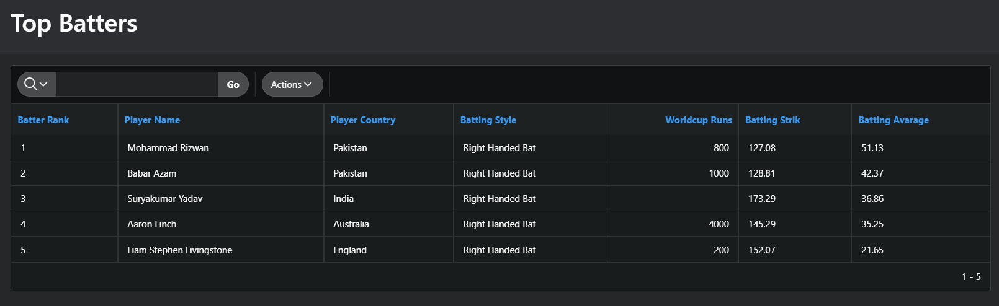 Top Batters
Go Actions
Batter Rank Player Name Player Country Batting Style Worldcup Runs Batting Strik Batting Avarage
1 Mohammad Rizwan Pakistan Right Handed Bat 800 127.08 51.13
2 Babar Azam Pakistan Right Handed Bat 1000 128.81 42.37
3 Suryakumar Yadav India Right Handed Bat 173.29 36.86
4 Aaron Finch Australia Right Handed Bat 4000 145.29 35.25
5 Liam Stephen Livingstone England Right Handed Bat 200 152.07 21.65
1 - 5